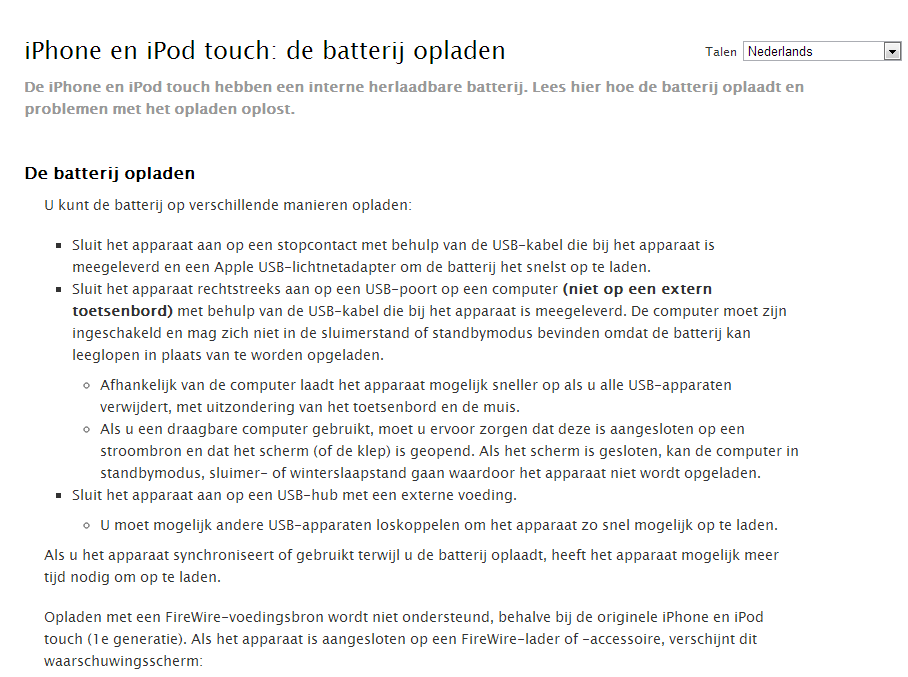 iPhone en iPod touch: de batterij opladen
Talen Nederlands
De iPhone en iPod touch hebben een interne herlaadbare batterij. Lees hier hoe de batterij oplaadt en
problemen met het opladen oplost.
De batterij opladen
U kunt de batterij op verschillende manieren opladen:
Sluit het apparaat aan op een stopcontact met behulp van de USB-kabel die bij het apparaat is
meegeleverd en een Apple USB-lichtnetadapter om de batterij het snelst op te laden.
Sluit het apparaat rechtstreeks aan op een USB-poort op een computer (niet op een extern
toetsenbord) met behulp van de USB-kabel die bij het apparaat is meegeleverd. De computer moet zijn
ingeschakeld en mag zich niet in de sluimerstand of standbymodus bevinden omdat de batterij kan
leeglopen in plaats van te worden opgeladen.
Afhankelijk van de computer laadt het apparaat mogelijk sneller op als u alle USB-apparaten
verwijdert, met uitzondering van het toetsenbord en de muis.
Als u een draagbare computer gebruikt, moet u ervoor zorgen dat deze is aangesloten op een
stroombron en dat het scherm (of de klep) is geopend. Als het scherm is gesloten, kan de computer in
standbymodus, sluimer- of winterslaapstand gaan waardoor het apparaat niet wordt opgeladen.
Sluit het apparaat aan op een USB-hub met een externe voeding.
U moet mogelijk andere USB-apparaten loskoppelen om het apparaat zo snel mogelijk op te laden.
Als u het apparaat synchroniseert of gebruikt terwijl u de batterij oplaadt, heeft het apparaat mogelijk meer
tijd nodig om op te laden.
Opladen met een FireWire-voedingsbron wordt niet ondersteund, behalve bij de originele iPhone en iPod
touch (1e generatie). Als het apparaat is aangesloten op een FireWire-lader of -accessoire, verschijnt dit
waarschuwingsscherm: